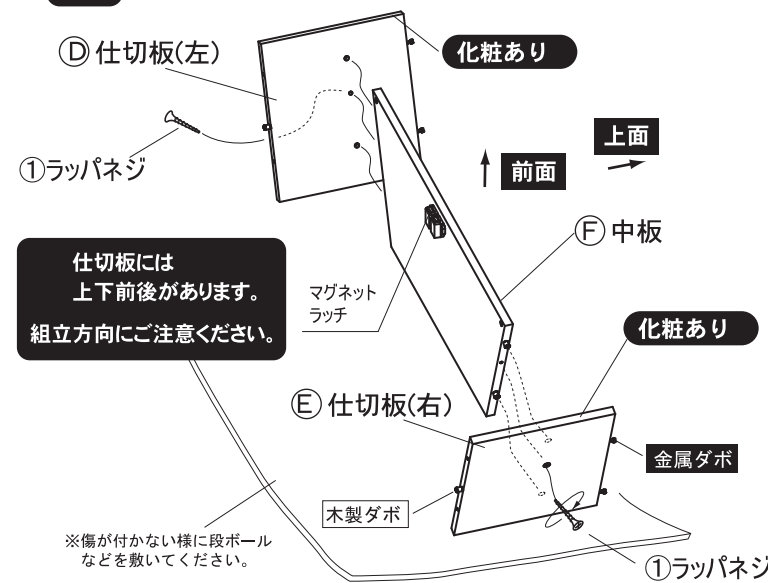 Ⓓ 仕切板(左)
化粧あり
①ラッパネジ
上面
前面
Ⓕ 中板
仕切板には
上下前後があります。
組立方向にご注意ください。
マグネット
ラッチ
化粧あり
Ⓔ 仕切板(右)
金属ダボ
木製ダボ
※傷が付かない様に段ボール
などを敷いてください。
①ラッパネジ